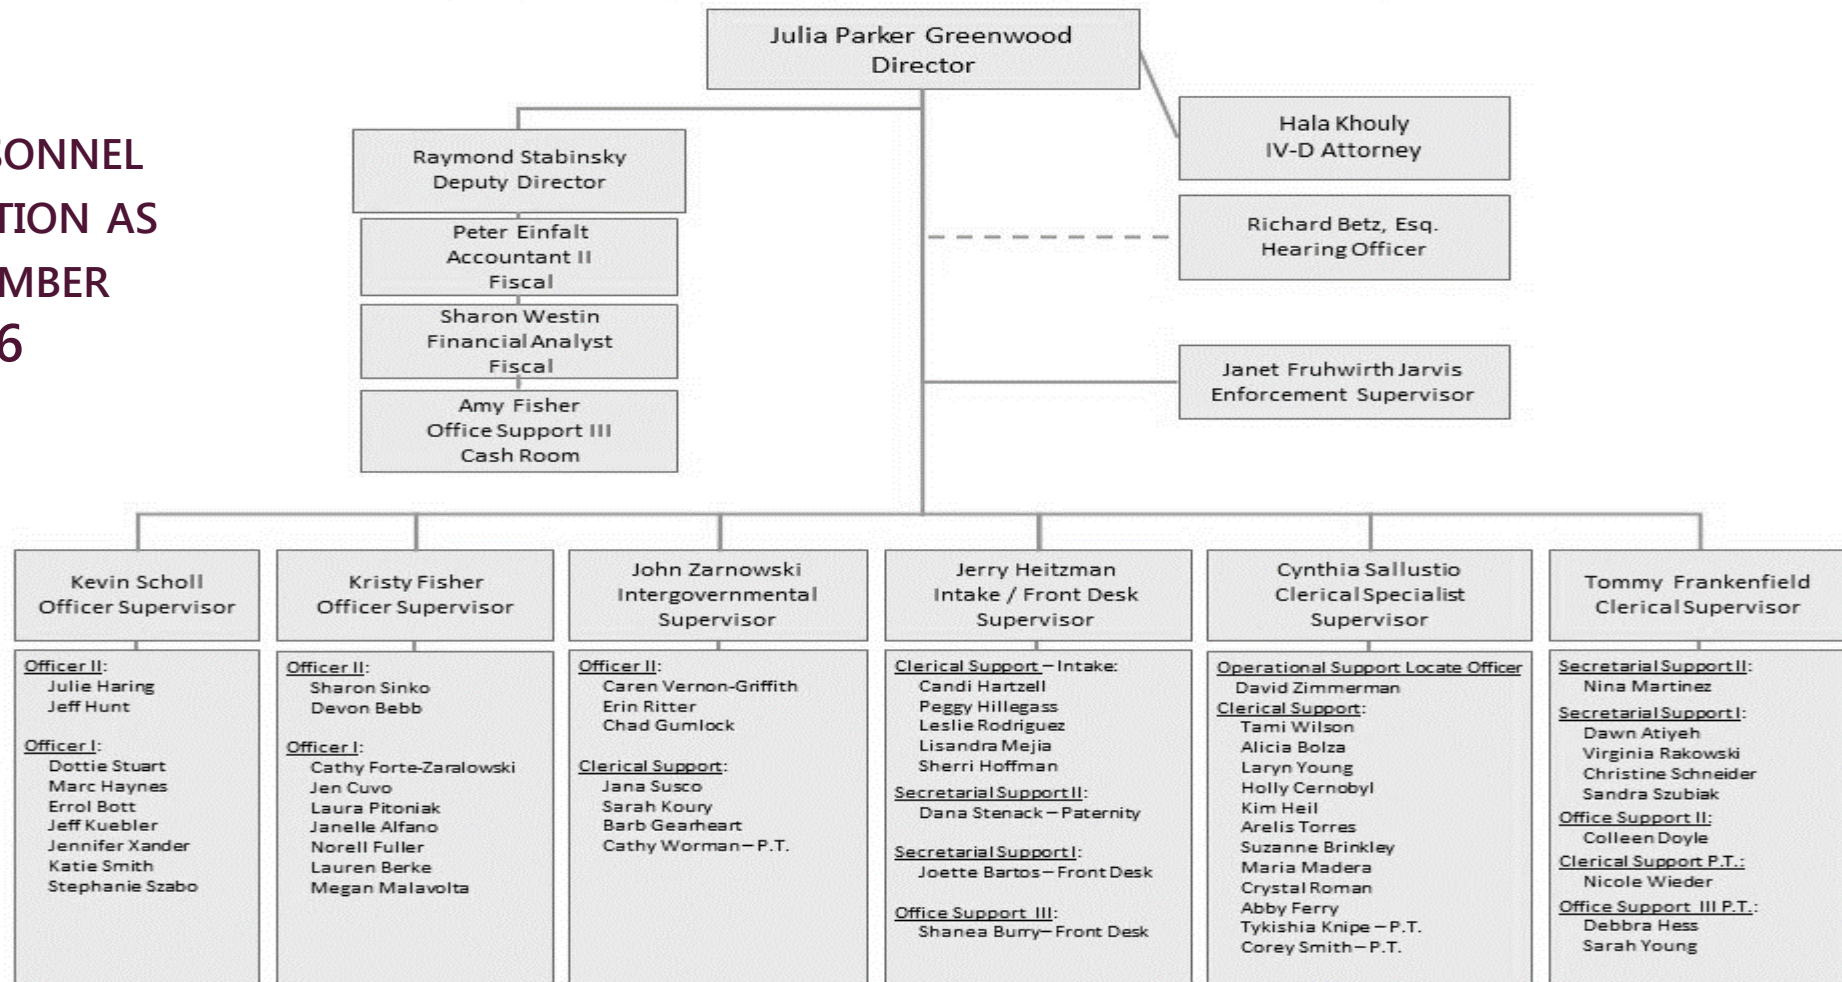 SONNEL
TION AS
MBER
6
Julia Parker Greenwood
Director
Hala Khouly
IV-D Attorney
Raymond Stabinsky
Deputy Director
Richard Betz, Esq.
Hearing Officer
Peter Einfalt
Accountant II
Fiscal
Sharon Westin
Financial Analyst
Fiscal
Janet Fruhwirth Jarvis
Enforcement Supervisor
Amy Fisher
Office Support III
Cash Room
Kevin Scholl
Officer Supervisor
Officer II:
Julie Haring
Jeff Hunt
Officer I:
Dottie Stuart
Marc Haynes
Errol Bott
Jeff Kuebler
Jennifer Xander
Katie Smith
Stephanie Szabo
Kristy Fisher
Officer Supervisor
Officer II:
Sharon Sinko
Devon Bebb
Officer I:
Cathy Forte-Zaralowski
Jen Cuvo
Laura Pitoniak
Janelle Alfano
Norell Fuller
Lauren Berke
Megan Malavolta
John Zarnowski
Intergovernmental
Supervisor
Officer II:
Caren Vernon-Griffith
Erin Ritter
Chad Gumlock
Clerical Support:
Jana Susco
Sarah Koury
Barb Gearheart
Cathy Worman – P.T.
Jerry Heitzman
Intake / Front Desk
Supervisor
Clerical Support – Intake:
Candi Hartzell
Peggy Hillegass
Leslie Rodriguez
Lisandra Mejia
Sherri Hoffman
Secretarial Support II:
Dana Stenack – Paternity
Secretarial Support I:
Joette Bartos – Front Desk
Office Support III:
Shanea Burry– Front Desk
Cynthia Sallustio
Clerical Specialist
Supervisor
Operational Support Locate Officer
David Zimmerman
Clerical Support:
Tami Wilson
Alicia Bolza
Laryn Young
Holly Cernobyl
Kim Heil
Arelis Torres
Suzanne Brinkley
Maria Madera
Crystal Roman
Abby Ferry
Tykishia Knipe – P.T.
Corey Smith – P.T.
Tommy Frankenfield
Clerical Supervisor
Secretarial Support II:
Nina Martinez
Secretarial Support I:
Dawn Atiyeh
Virginia Rakowski
Christine Schneider
Sandra Szubiak
Office Support II:
Colleen Doyle
Clerical Support P.T.:
Nicole Wieder
Office Support III P.T.:
Debbra Hess
Sarah Young